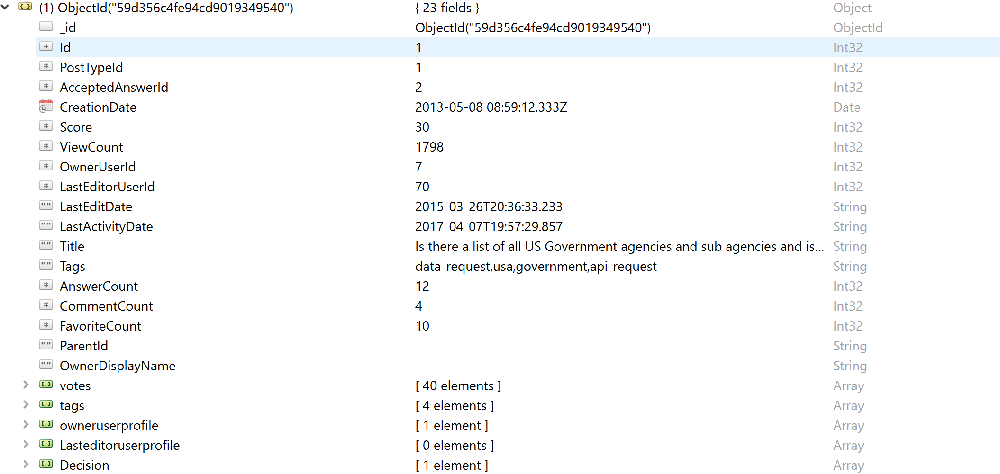 (1) ObjectId("59d356c4fe94cd9019349540") { 23 fields } Object
_id ObjectId("59d356c4fe94cd9019349540") ObjectId
Id 1 Int32
PostTypeId 1 Int32
AcceptedAnswerId 2 Int32
CreationDate 2013-05-08 08:59:12.333Z Date
Score 30 Int32
ViewCount 1798 Int32
OwnerUserId 7 Int32
LastEditorUserId 70 Int32
LastEditDate 2015-03-26T20:36:33.233 String
LastActivityDate 2017-04-07T19:57:29.857 String
Title Is there a list of all US Government agencies and sub agencies and is... String
Tags data-request,usa,government,api-request String
AnswerCount 12 Int32
CommentCount 4 Int32
FavoriteCount 10 Int32
ParentId String
OwnerDisplayName String
votes [ 40 elements ] Array
tags [ 4 elements ] Array
owneruserprofile [ 1 element ] Array
Lasteditoruserprofile [ 0 elements ] Array
Decision [ 1 element ] Array